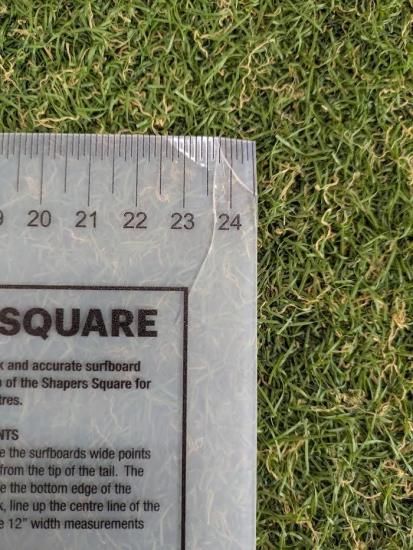 9 20 21 22 23 24
SQUARE
k and accurate surfboard
p of the Shapers Square for
tres.
NTS
e the surfboards wide points
from the tip of the tail. The
e the bottom edge of the
k, line up the centre line of the
e 12" width measurements